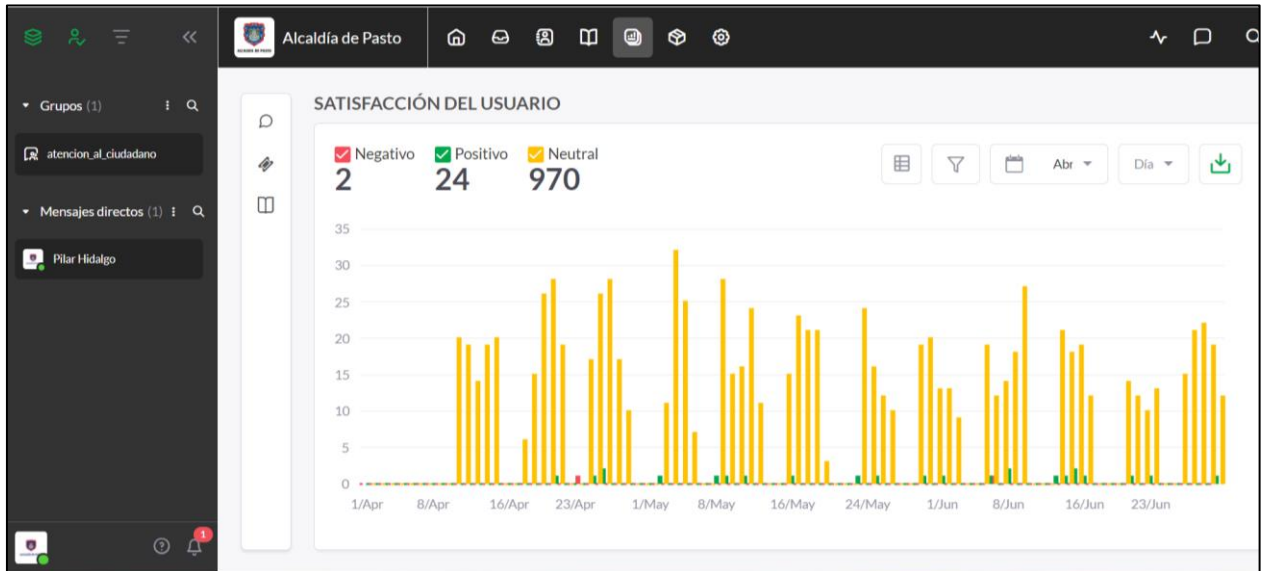 Alcaldía de Pasto
Grupos (1)
atencion_al_ciudadano
Mensajes directos (1)
Pilar Hidalgo
1
SATISFACCIÓN DEL USUARIO
Negativo Positivo Neutral
2 24 970
Abr Día
35
30
25
20
15
10
5
0
1/Apr 8/Apr 16/Apr 23/Apr 1/May 8/May 16/May 24/May 1/Jun 8/Jun 16/Jun 23/Jun